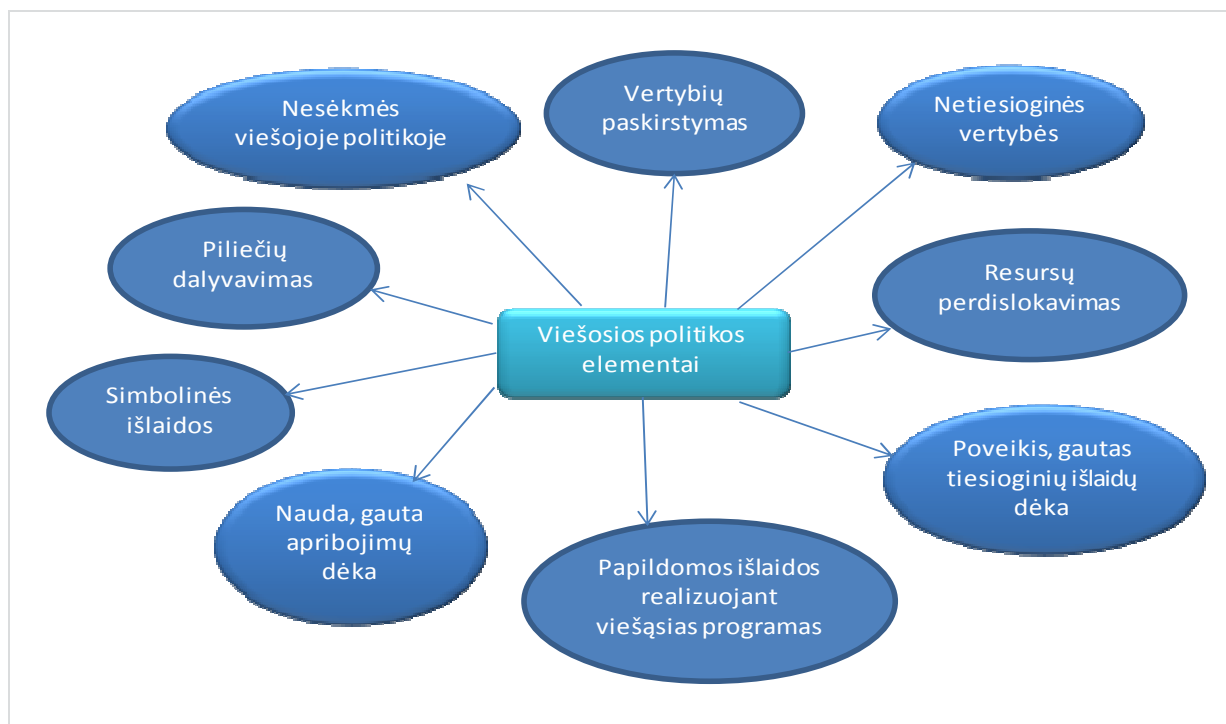 Nesėkmės
viešojoje politikoje
Vertybių
paskirstymas
Netiesioginės
vertybės
Piliečių
dalyvavimas
Resursų
perdislokavimas
Viešosios politikos
elementai
Simbolinės
išlaidos
Poveikis, gautas
tiesioginių išlaidų
dėka
Nauda, gauta
apribojimų
dėka
Papildomos išlaidos
realizuojant
viešąsias programas